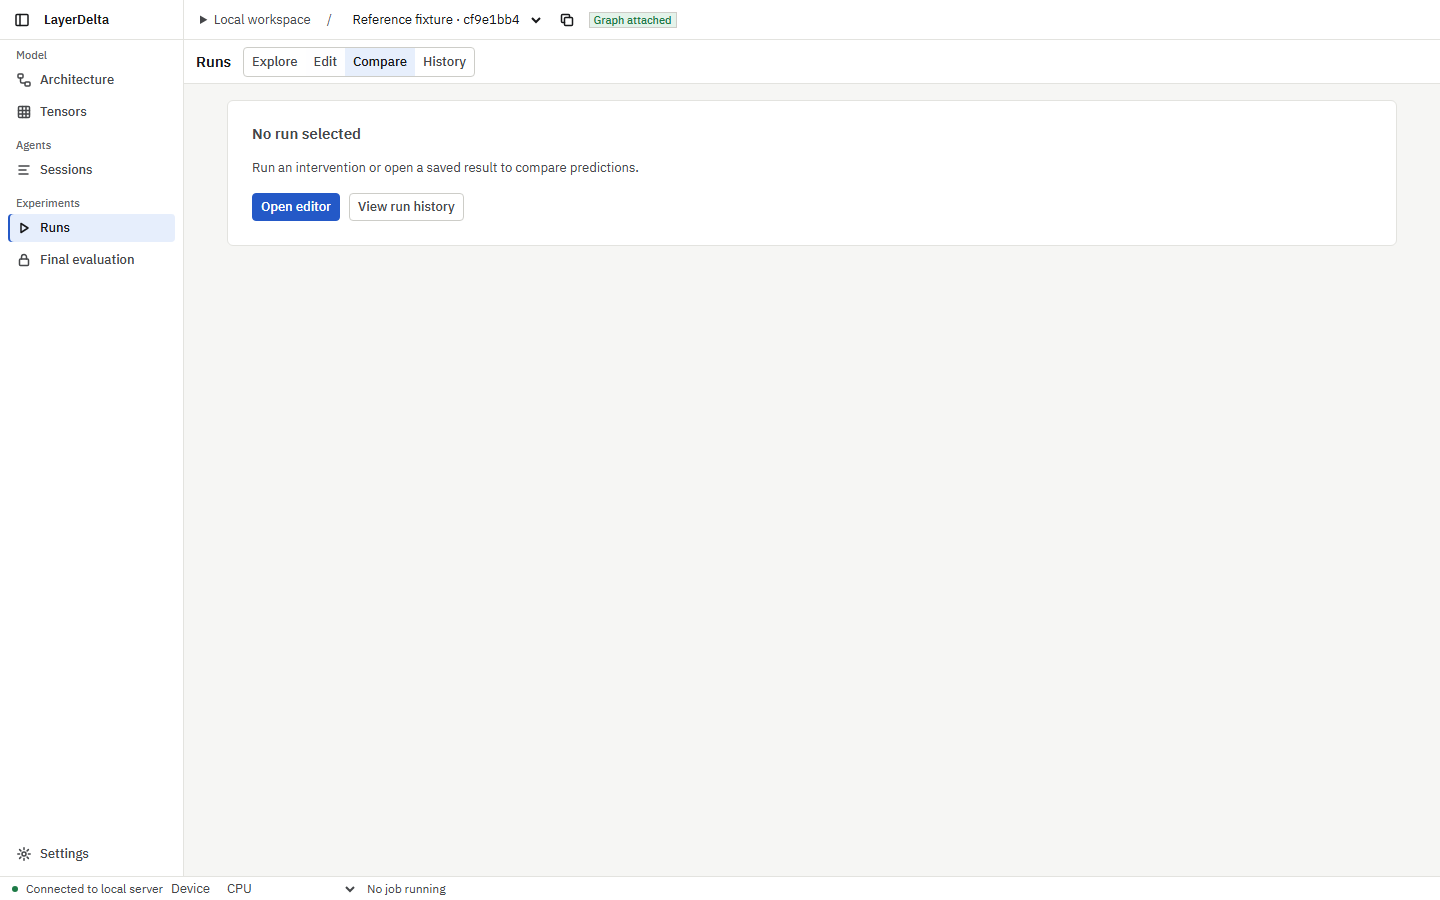 LayerDelta
Local workspace / Reference fixture · cf9e1bb4 Graph attached
Model
Architecture
Tensors
Agents
Sessions
Experiments
Runs
Final evaluation
Settings
Runs Explore Edit Compare History
No run selected
Run an intervention or open a saved result to compare predictions.
Open editor View run history
Connected to local server Device CPU No job running